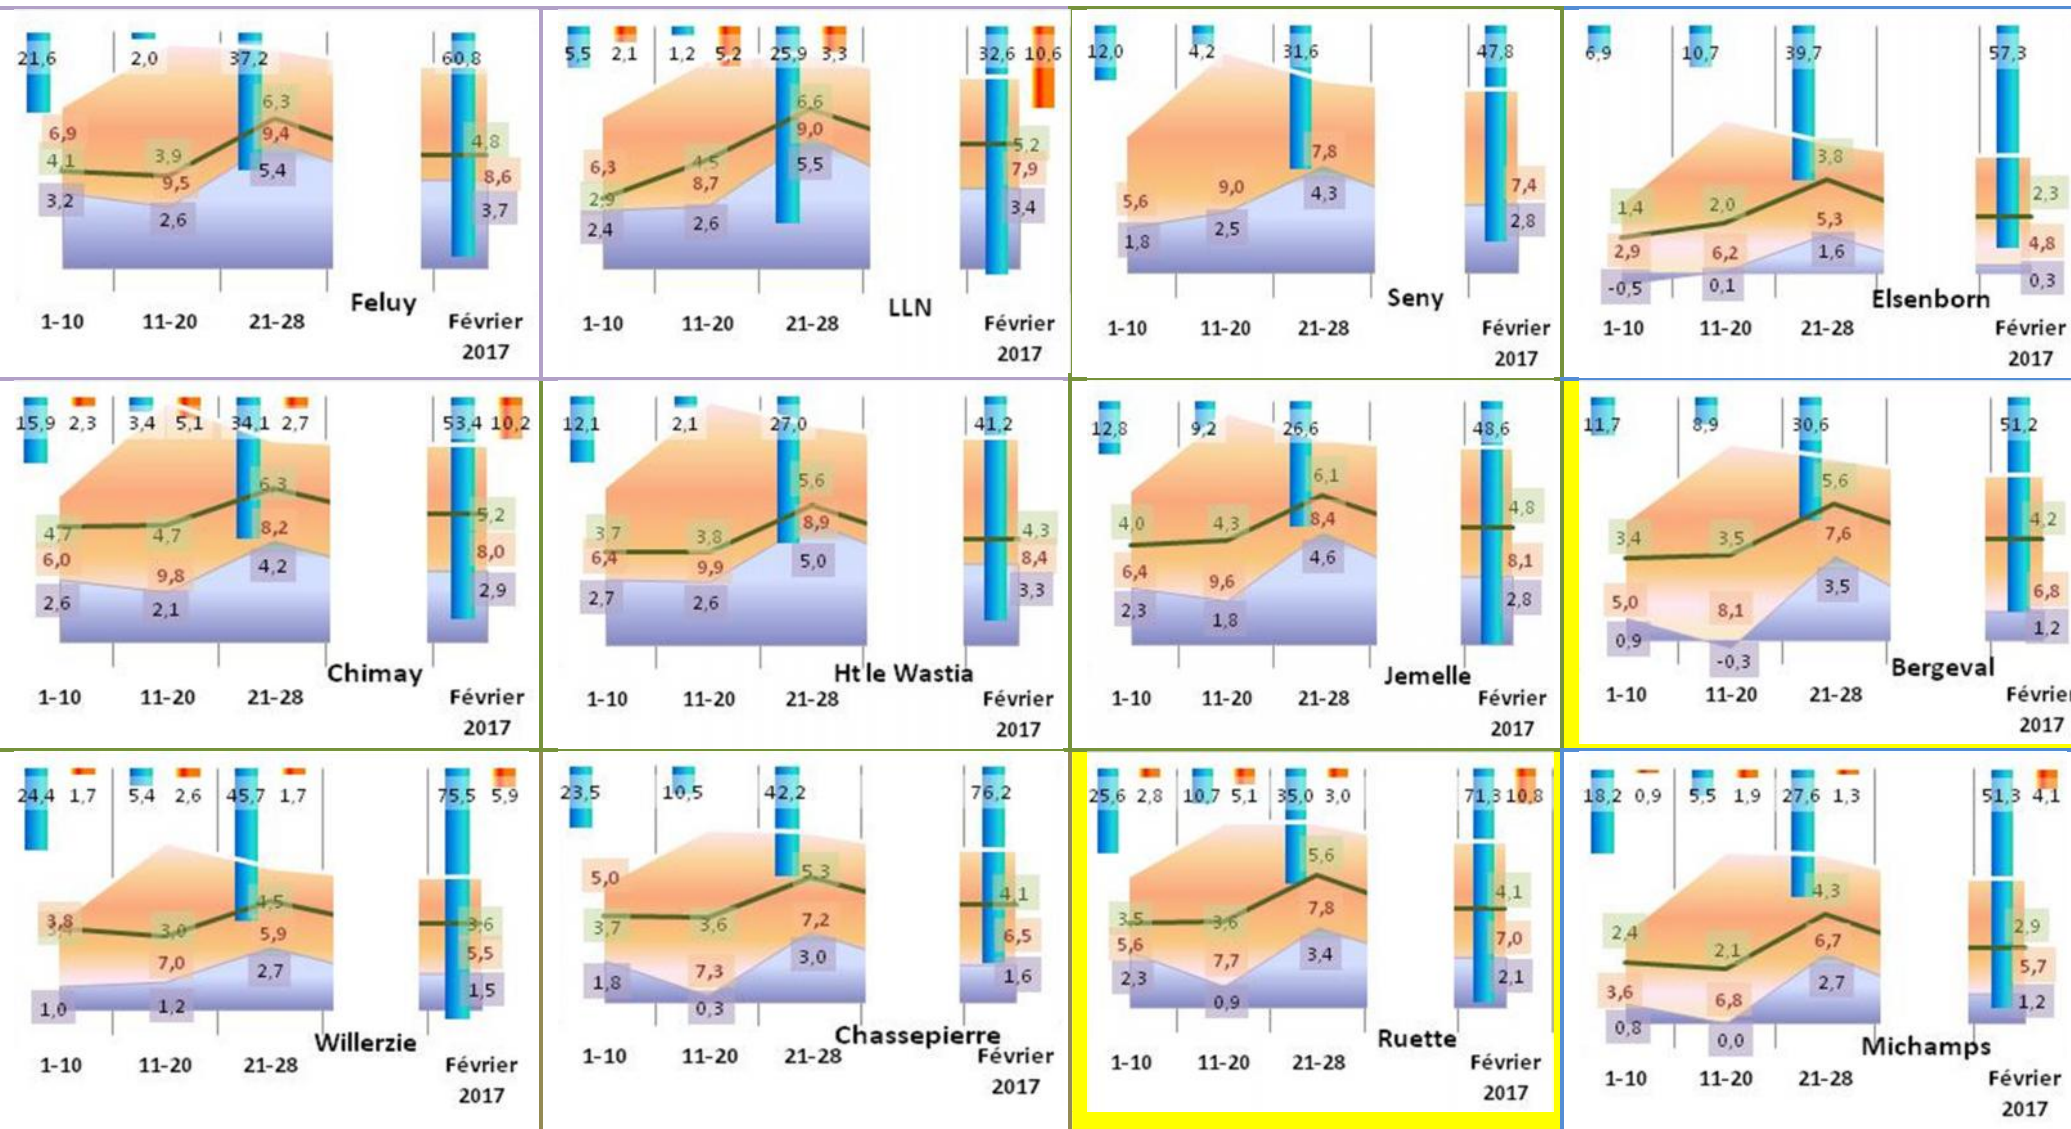 21,6 2,0 37,2 60,8
6,3
6,9 9,4
4,1 3,9 4,8
9,5 5,4 8,6
3,2 2,6 3,7
Feluy
1-10 11-20 21-28 Février
2017
5,5 2,1 1,2 5,2 25,9 3,3 32,6 10,6
6,6
9,0
6,3 4,5 5,5 5,2
2,9 8,7 7,9
2,4 2,6 3,4
LLN
1-10 11-20 21-28 Février
2017
12,0 4,2 31,6 47,8
7,8
5,6 9,0 4,3 7,4
1,8 2,5 2,8
Seny
1-10 11-20 21-28 Février
2017
6,9 10,7 39,7 57,3
3,8
1,4 2,0 5,3 2,3
2,9 6,2 1,6 4,8
-0,5 0,1 0,3
Elsenborn
1-10 11-20 21-28 Février
2017
15,9 2,3 3,4 5,1 34,1 2,7 53,4 10,2
6,3
4,7 4,7 8,2 5,2
6,0 9,8 4,2 8,0
2,6 2,1 2,9
Chimay
1-10 11-20 21-28 Février
2017
12,1 2,1 27,0 41,2
5,6
3,7 3,8 8,9 4,3
6,4 9,9 5,0 8,4
2,7 2,6 3,3
Ht le Wastia
1-10 11-20 21-28 Février
2017
12,8 9,2 26,6 48,6
6,1
4,0 4,3 8,4 4,8
6,4 9,6 4,6 8,1
2,3 1,8 2,8
Jemelle
1-10 11-20 21-28 Février
2017
11,7 8,9 30,6 51,2
5,6
3,4 3,5 7,6 4,2
5,0 8,1 3,5 6,8
0,9 -0,3 1,2
Bergeval
1-10 11-20 21-28 Février
2017
24,4 1,7 5,4 2,6 45,7 1,7 75,5 5,9
4,5
3,8 3,0 5,9 3,6
7,0 2,7 5,5
1,0 1,2 1,5
Willerzie
1-10 11-20 21-28 Février
2017
23,5 10,5 42,2 76,2
5,0 5,3 4,1
3,7 3,6 7,2 6,5
1,8 7,3 3,0 1,6
0,3
Chassepierre
1-10 11-20 21-28 Février
2017
25,6 2,8 10,7 5,1 35,0 3,0 71,3 10,8
5,6
3,5 3,6 7,8 4,1
5,6 7,7 3,4 7,0
2,3 0,9 2,1
Ruette
1-10 11-20 21-28 Février
2017
18,2 0,9 5,5 1,9 27,6 1,3 51,3 4,1
4,3
2,4 2,1 6,7 2,9
3,6 6,8 2,7 5,7
0,8 0,0 1,2
Michamps
1-10 11-20 21-28 Février
2017